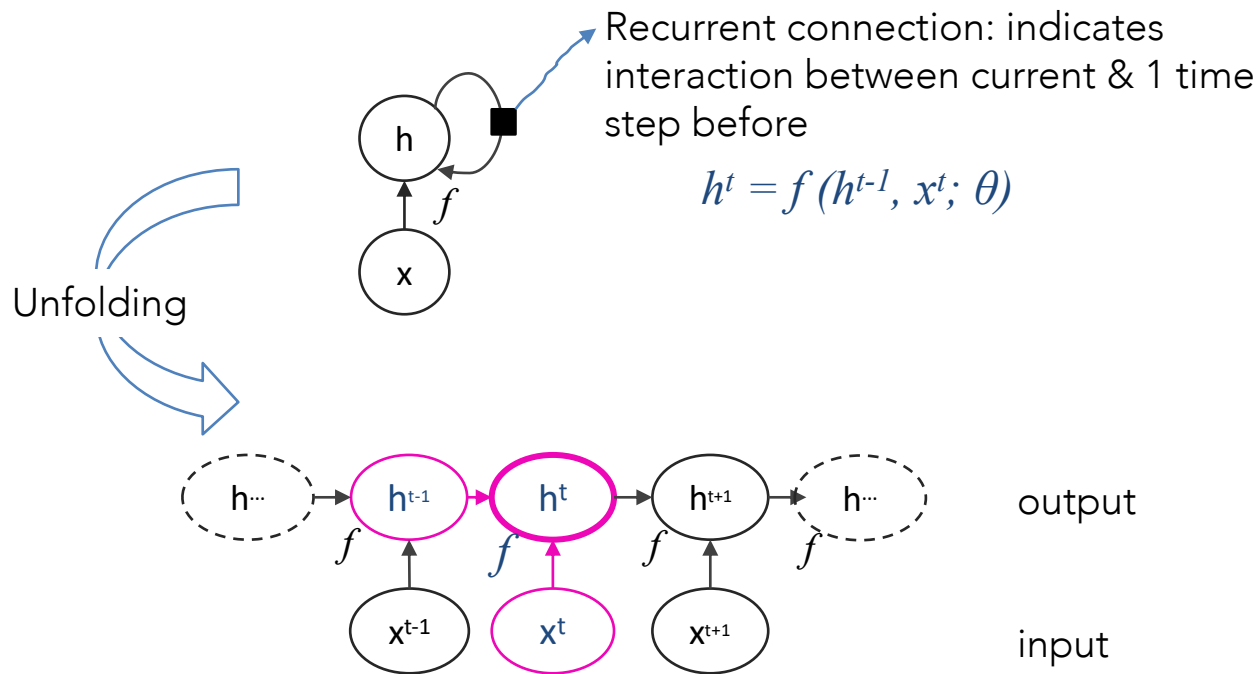 Recurrent connection: indicates
interaction between current & 1 time
step before
h
hᵗ = f (hᵗ⁻¹, xᵗ; θ)
f
x
Unfolding
h... hᵗ⁻¹ hᵗ hᵗ⁺¹ h... output
f f f f
xᵗ⁻¹ xᵗ xᵗ⁺¹ input